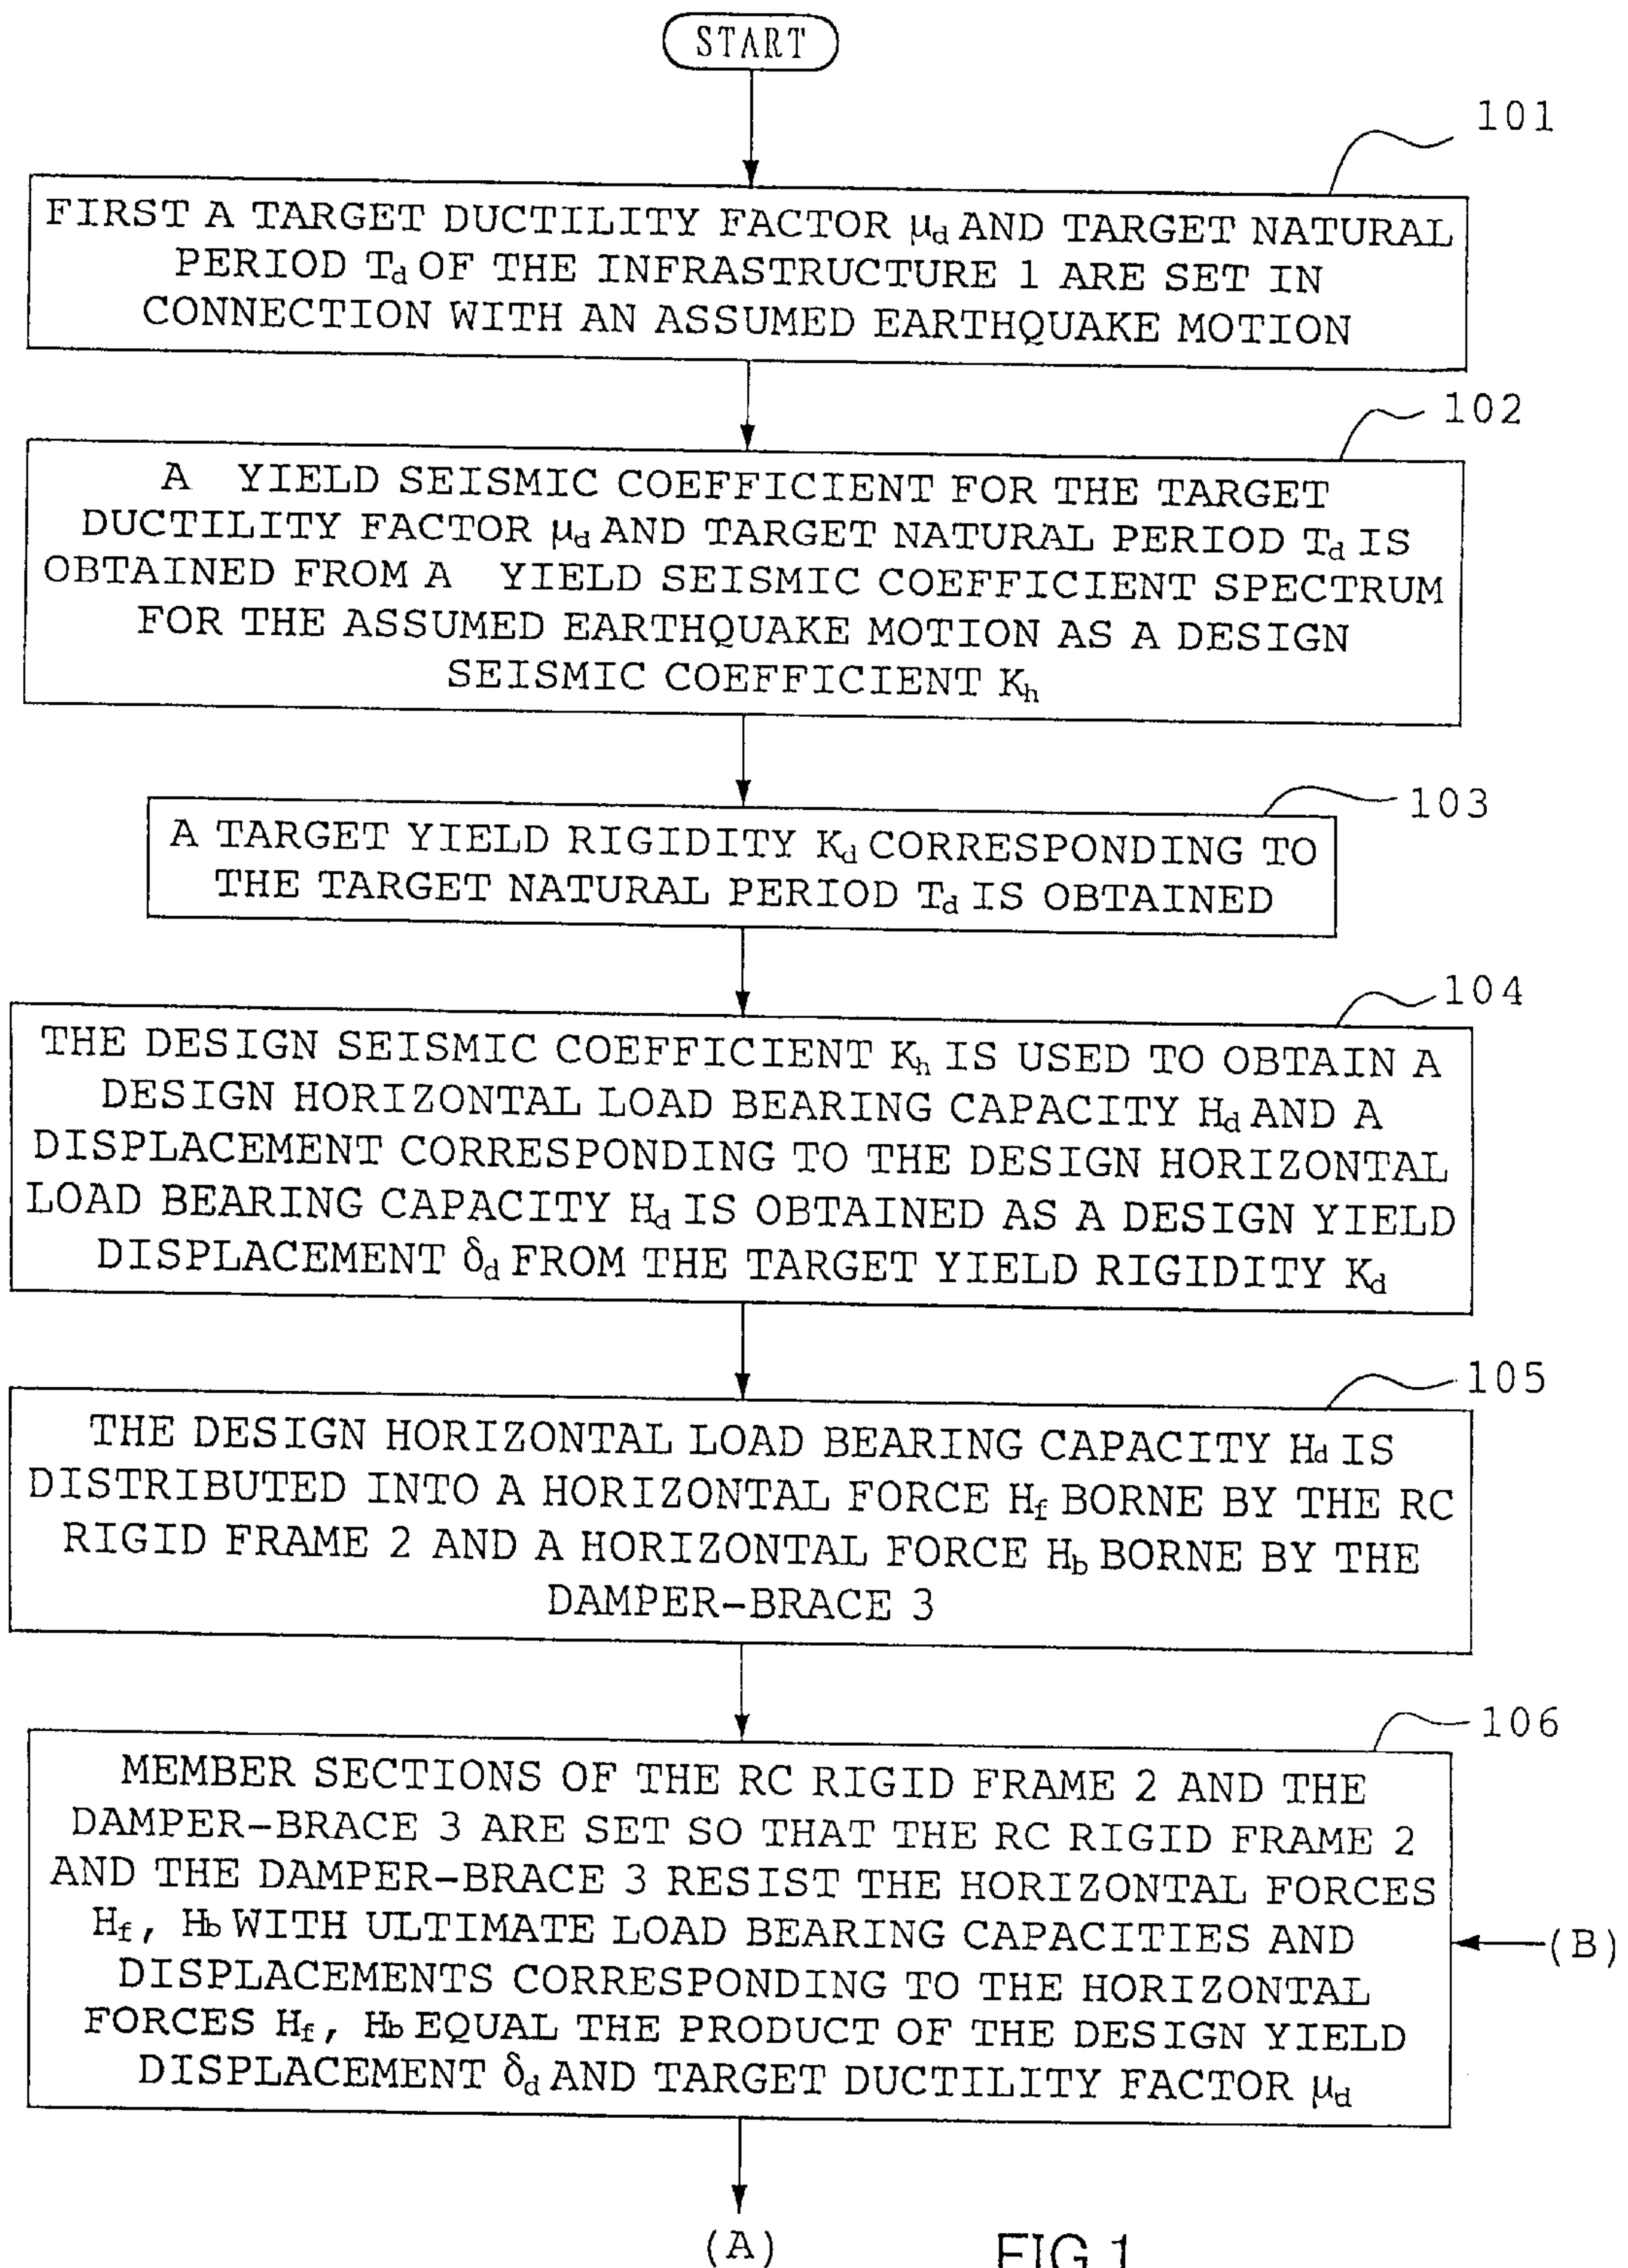 START
101
FIRST A TARGET DUCTILITY FACTOR μd AND TARGET NATURAL
PERIOD Td OF THE INFRASTRUCTURE 1 ARE SET IN
CONNECTION WITH AN ASSUMED EARTHQUAKE MOTION
102
A YIELD SEISMIC COEFFICIENT FOR THE TARGET
DUCTILITY FACTOR μd AND TARGET NATURAL PERIOD Td IS
OBTAINED FROM A YIELD SEISMIC COEFFICIENT SPECTRUM
FOR THE ASSUMED EARTHQUAKE MOTION AS A DESIGN
SEISMIC COEFFICIENT Kh
103
A TARGET YIELD RIGIDITY Kd CORRESPONDING TO
THE TARGET NATURAL PERIOD Td IS OBTAINED
104
THE DESIGN SEISMIC COEFFICIENT Kh IS USED TO OBTAIN A
DESIGN HORIZONTAL LOAD BEARING CAPACITY Hd AND A
DISPLACEMENT CORRESPONDING TO THE DESIGN HORIZONTAL
LOAD BEARING CAPACITY Hd IS OBTAINED AS A DESIGN YIELD
DISPLACEMENT δd FROM THE TARGET YIELD RIGIDITY Kd
105
THE DESIGN HORIZONTAL LOAD BEARING CAPACITY Hd IS
DISTRIBUTED INTO A HORIZONTAL FORCE Hf BORNE BY THE RC
RIGID FRAME 2 AND A HORIZONTAL FORCE Hb BORNE BY THE
DAMPER-BRACE 3
106
MEMBER SECTIONS OF THE RC RIGID FRAME 2 AND THE
DAMPER-BRACE 3 ARE SET SO THAT THE RC RIGID FRAME 2
AND THE DAMPER-BRACE 3 RESIST THE HORIZONTAL FORCES
Hf, Hb WITH ULTIMATE LOAD BEARING CAPACITIES AND
DISPLACEMENTS CORRESPONDING TO THE HORIZONTAL
FORCES Hf, Hb EQUAL THE PRODUCT OF THE DESIGN YIELD
DISPLACEMENT δd AND TARGET DUCTILITY FACTOR μd
(B)
(A)
FIG.1